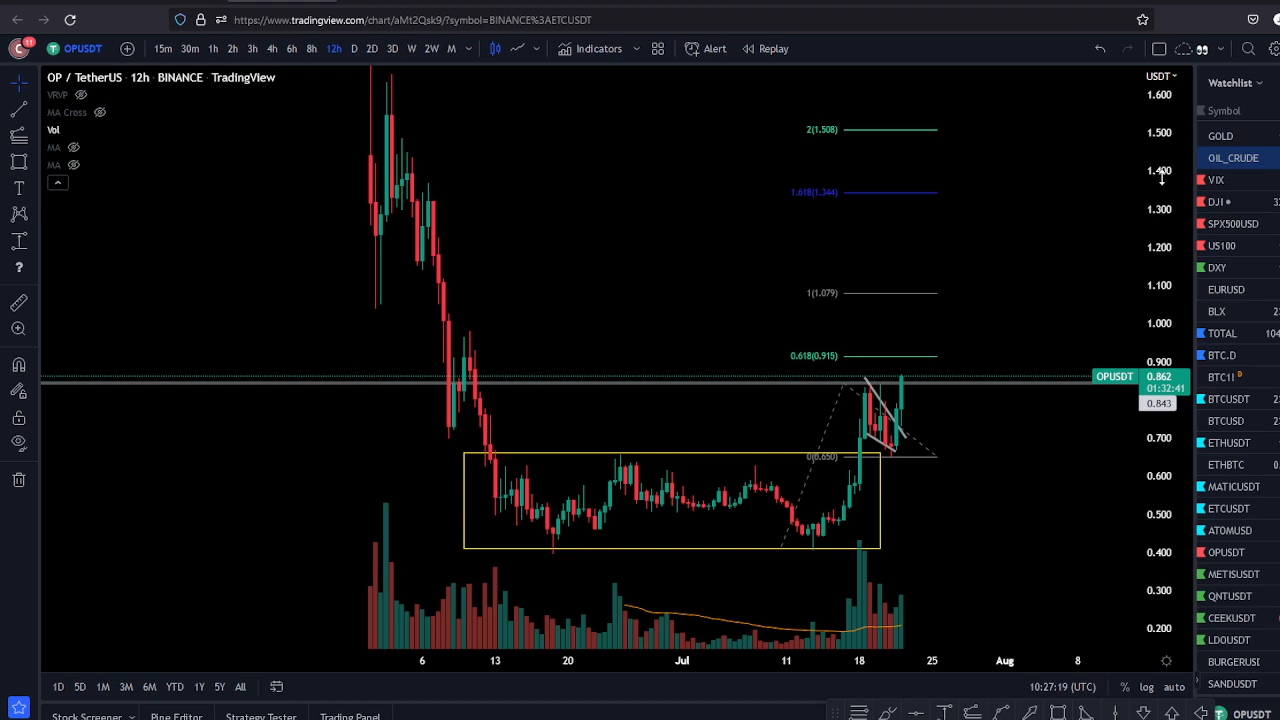 https://www.tradingview.com/chart/aMt2Qsk9/?symbol=BINANCE%3AETCUSDT
C 11 T OPUSDT 15m 30m 1h 2h 3h 4h 6h 8h 12h D 2D 3D W 2W M Indicators Alert Replay
OP / TetherUS · 12h · BINANCE · TradingView
VRVP
MA Cross
Vol
MA
MA
USDT
1.600
1.500
1.400
1.300
1.200
1.100
1.000
0.900
OPUSDT 0.862
01:32:41
0.843
0.700
0.600
0.500
0.400
0.300
0.200
2(1.508)
1.618(1.344)
1(1.079)
0.618(0.915)
0(0.650)
6 13 20 Jul 11 18 25 Aug 8
Watchlist
Symbol
GOLD
OIL_CRUDE
VIX
DJI
SPX500USD
US100
DXY
EURUSD
BLX
TOTAL 104
BTC.D
BTC1! D
BTCUSDT
BTCUSD
ETHUSDT
ETHBTC
MATICUSDT
ETCUSDT
ATOMUSD
OPUSDT
METISUSDT
QNTUSDT
CEEKUSDT
LDOUSDT
BURGERUSI
SANDUSDT
1D 5D 1M 3M 6M YTD 1Y 5Y All 10:27:19 (UTC) % log auto
Stock Screener Pine Editor Strategy Tester Trading Panel T OPUSDT